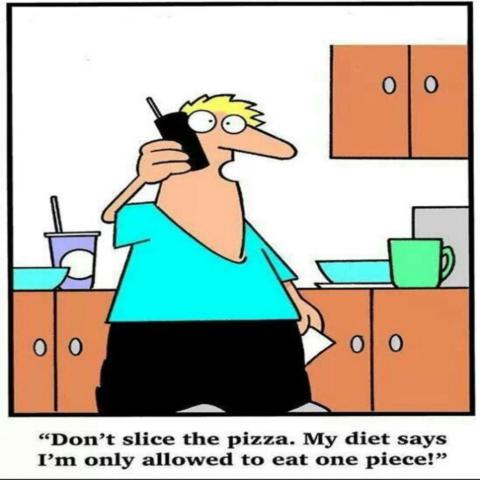 “Don’t slice the pizza. My diet says
I’m only allowed to eat one piece!”